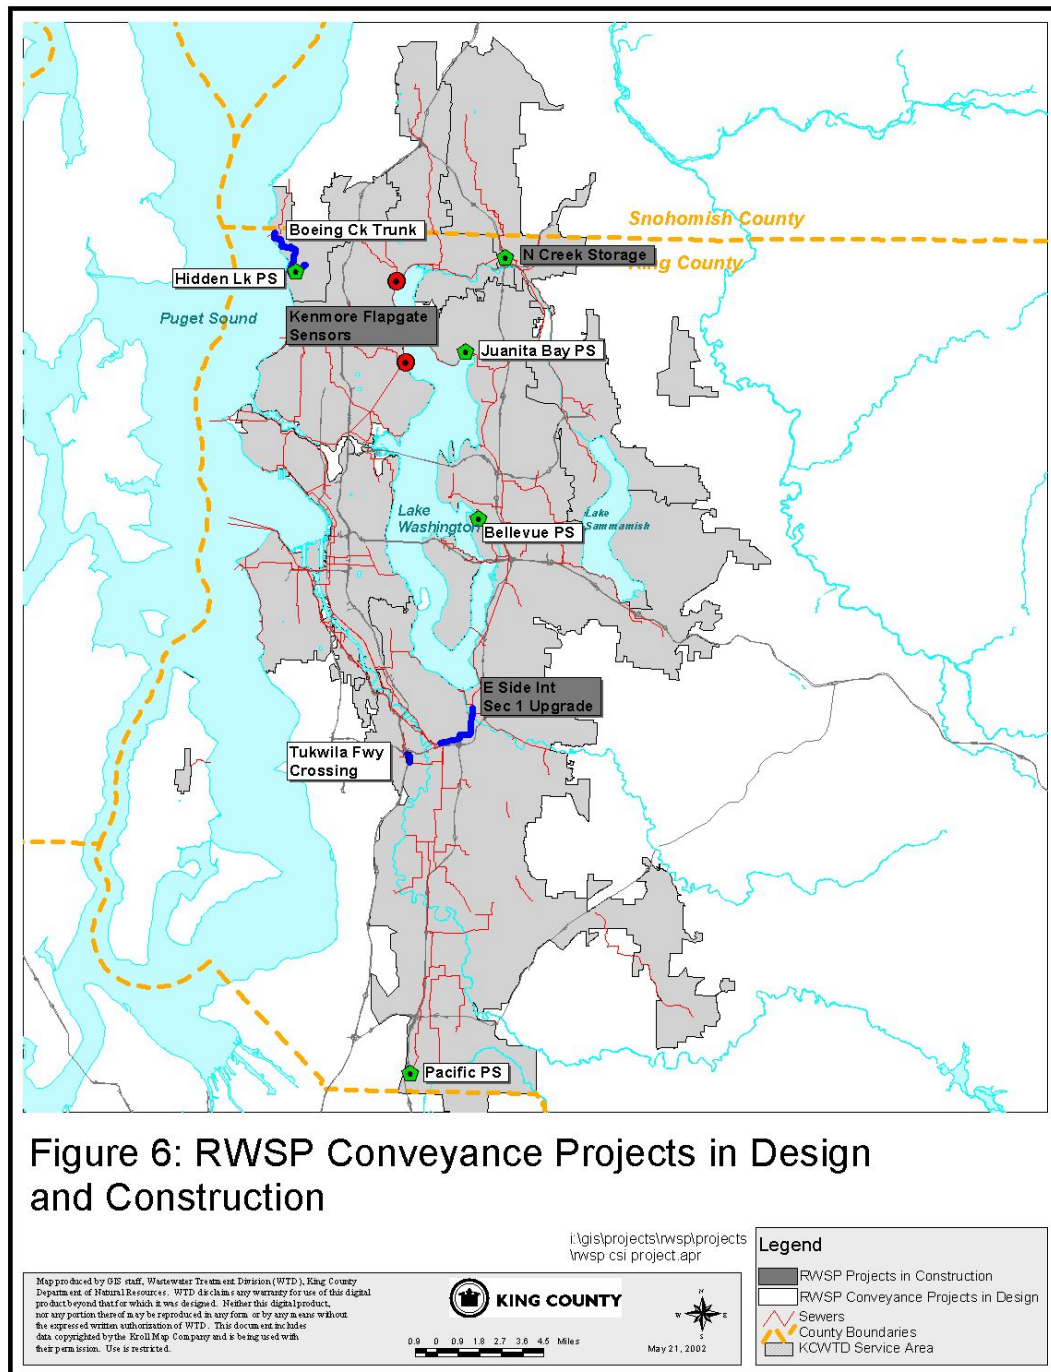 Snohomish County
Boeing Ck Trunk
N Creek Storage
King County
Hidden Lk PS
Puget Sound
Kenmore Flapgate
Sensors
Juanita Bay PS
Lake
Washington
Lake
Sammamish
Bellevue PS
E Side Int
Sec 1 Upgrade
Tukwila Fwy
Crossing
Pacific PS
Figure 6: RWSP Conveyance Projects in Design
and Construction
i:\gis\projects\rwsp\projects
\rwsp csi project.apr
Legend
RWSP Projects in Construction
RWSP Conveyance Projects in Design
Sewers
County Boundaries
KCWTD Service Area
Map produced by GIS staff, Wastewater Treatment Division (WTD), King County
Department of Natural Resources. WTD disclaims any warranty for use of this digital
product beyond that for which it was designed. Neither this digital product,
nor any portion thereof may be reproduced in any form or by any means without
the expressed written authorization of WTD. This document includes
data copyrighted by the Kroll Map Company and is being used with
their permission. Use is restricted.
KING COUNTY
0.9 0 0.9 1.8 2.7 3.6 4.5 Miles
N
W E
S
May 21, 2002